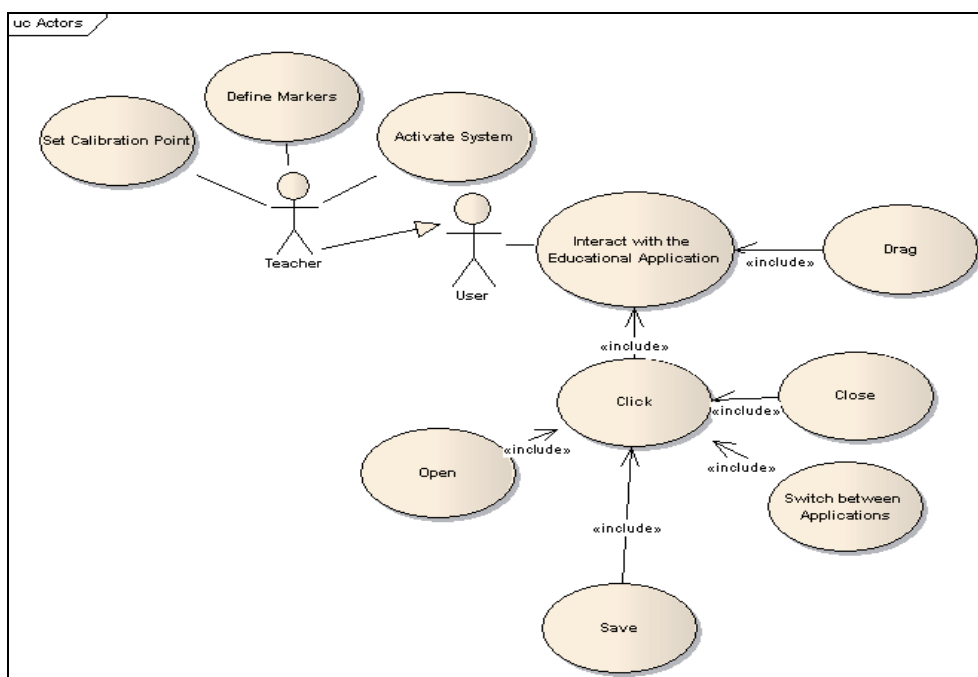 uc Actors
Define Markers
Set Calibration Point
Activate System
Teacher
User
Interact with the
Educational Application
«include»
Drag
«include»
Click
Close
«include»
Open
«include»
«include»
Switch between
Applications
«include»
Save